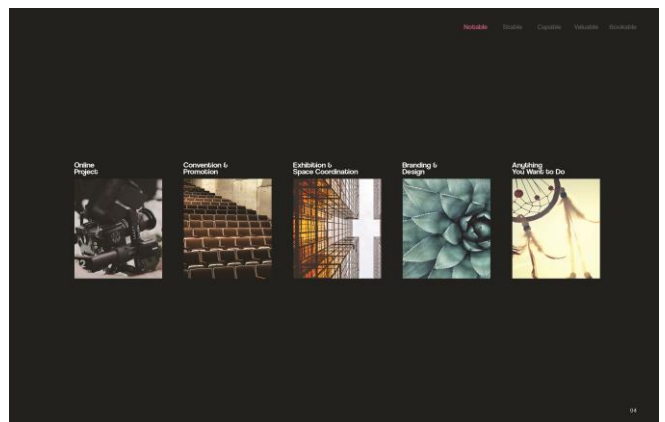 Notable Stable Capable Valuable Bookable
Online
Project
Convention &
Promotion
Exhibition &
Space Coordination
Branding &
Design
Anything
You Want to Do
04